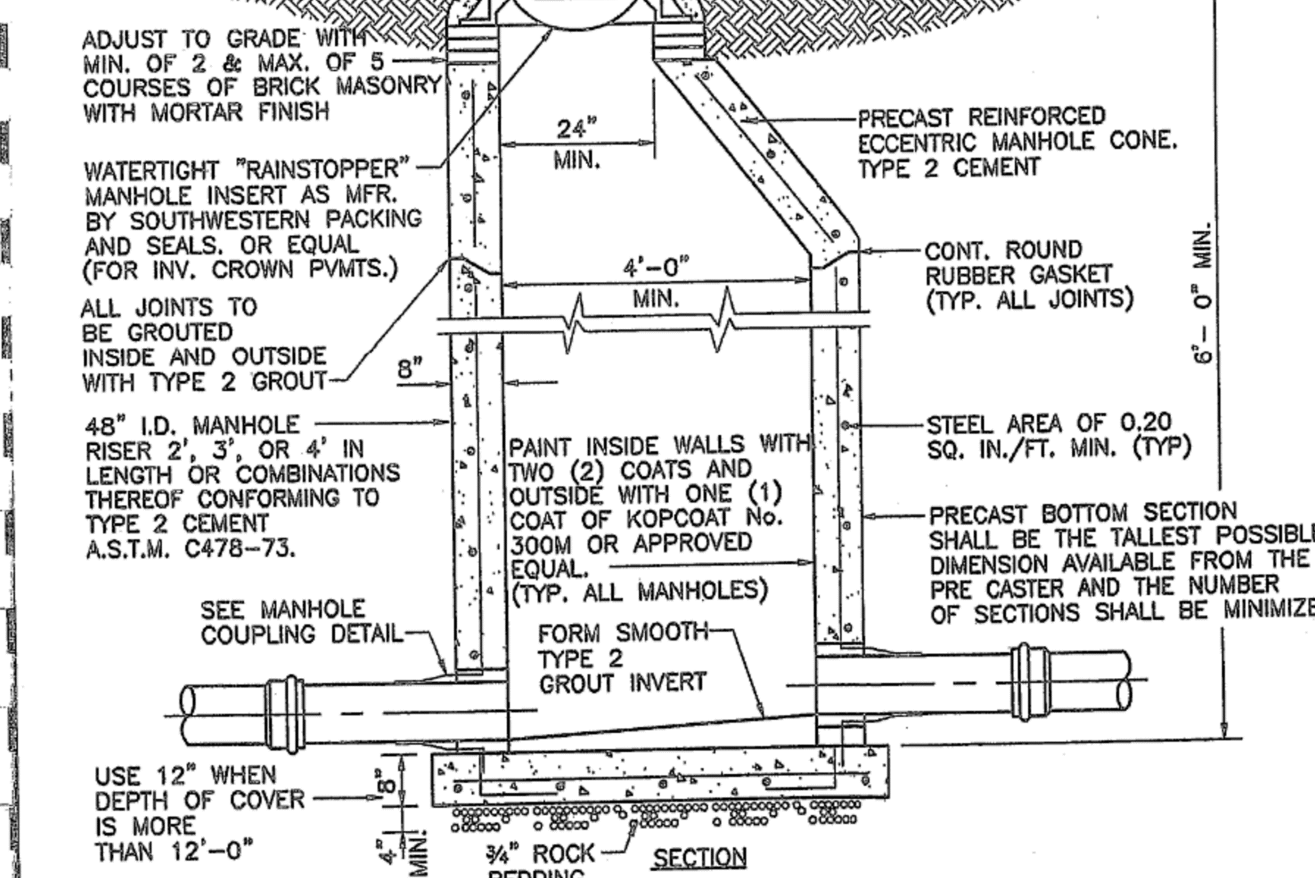 ADJUST TO GRADE WITH
MIN. OF 2 & MAX. OF 5
COURSES OF BRICK MASONRY
WITH MORTAR FINISH
WATERTIGHT "RAINSTOPPER"
MANHOLE INSERT AS MFR.
BY SOUTHWESTERN PACKING
AND SEALS. OR EQUAL
(FOR INV. CROWN PVMTS.)
ALL JOINTS TO
BE GROUTED
INSIDE AND OUTSIDE
WITH TYPE 2 GROUT
8"
48" I.D. MANHOLE
RISER 2', 3', OR 4' IN
LENGTH OR COMBINATIONS
THEREOF CONFORMING TO
TYPE 2 CEMENT
A.S.T.M. C478-73.
SEE MANHOLE
COUPLING DETAIL
USE 12" WHEN
DEPTH OF COVER
IS MORE
THAN 12'-0"
8"
4"
MIN.
24"
MIN.
4'-0"
MIN.
PAINT INSIDE WALLS WITH
TWO (2) COATS AND
OUTSIDE WITH ONE (1)
COAT OF KOPCOAT No.
300M OR APPROVED
EQUAL.
(TYP. ALL MANHOLES)
FORM SMOOTH
TYPE 2
GROUT INVERT
3/4" ROCK
BEDDING
SECTION
PRECAST REINFORCED
ECCENTRIC MANHOLE CONE.
TYPE 2 CEMENT
CONT. ROUND
RUBBER GASKET
(TYP. ALL JOINTS)
6'- 0" MIN.
STEEL AREA OF 0.20
SQ. IN./FT. MIN. (TYP)
PRECAST BOTTOM SECTION
SHALL BE THE TALLEST POSSIBLE
DIMENSION AVAILABLE FROM THE
PRE CASTER AND THE NUMBER
OF SECTIONS SHALL BE MINIMIZE